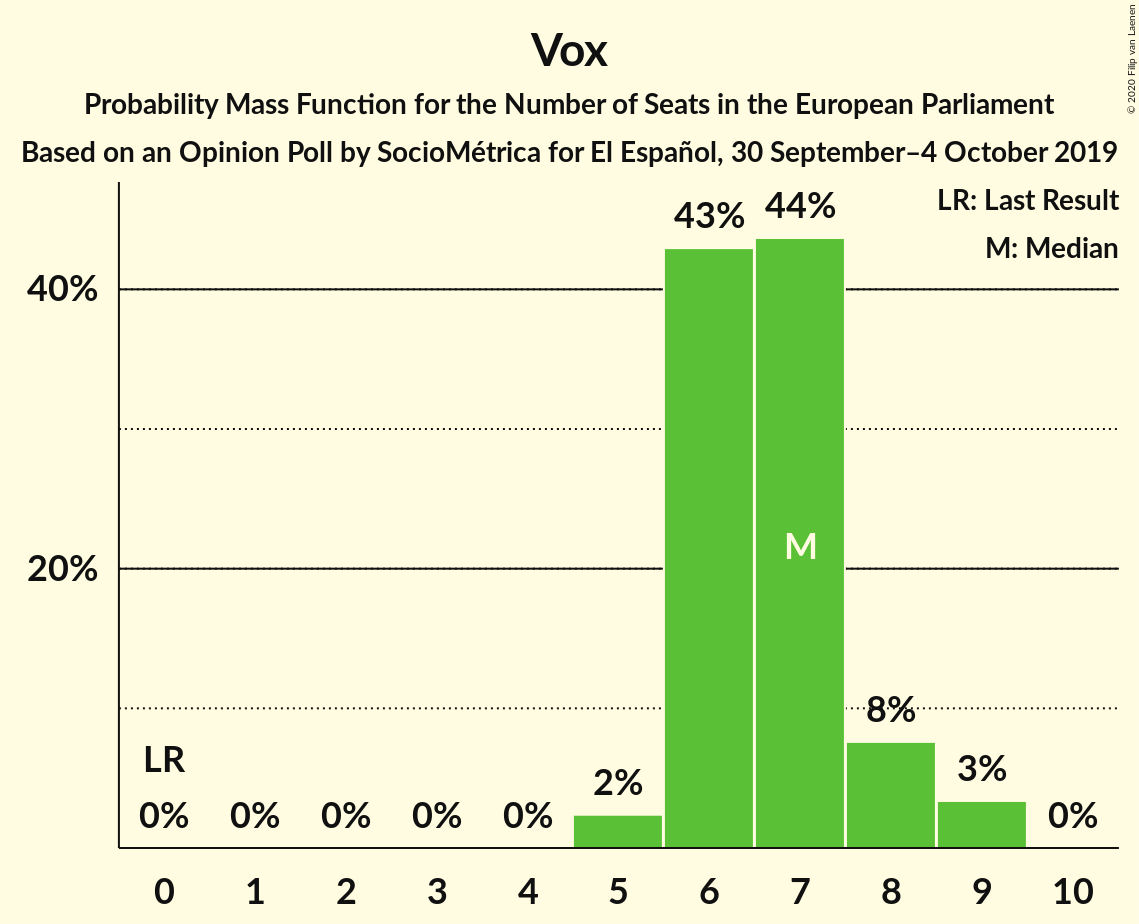 Vox
Probability Mass Function for the Number of Seats in the European Parliament
Based on an Opinion Poll by SocioMétrica for El Español, 30 September–4 October 2019
© 2020 Filip van Laenen
LR: Last Result
M: Median
43% 44%
40%
20%
M
8%
LR
2% 3%
0% 0% 0% 0% 0% 0%
0 1 2 3 4 5 6 7 8 9 10